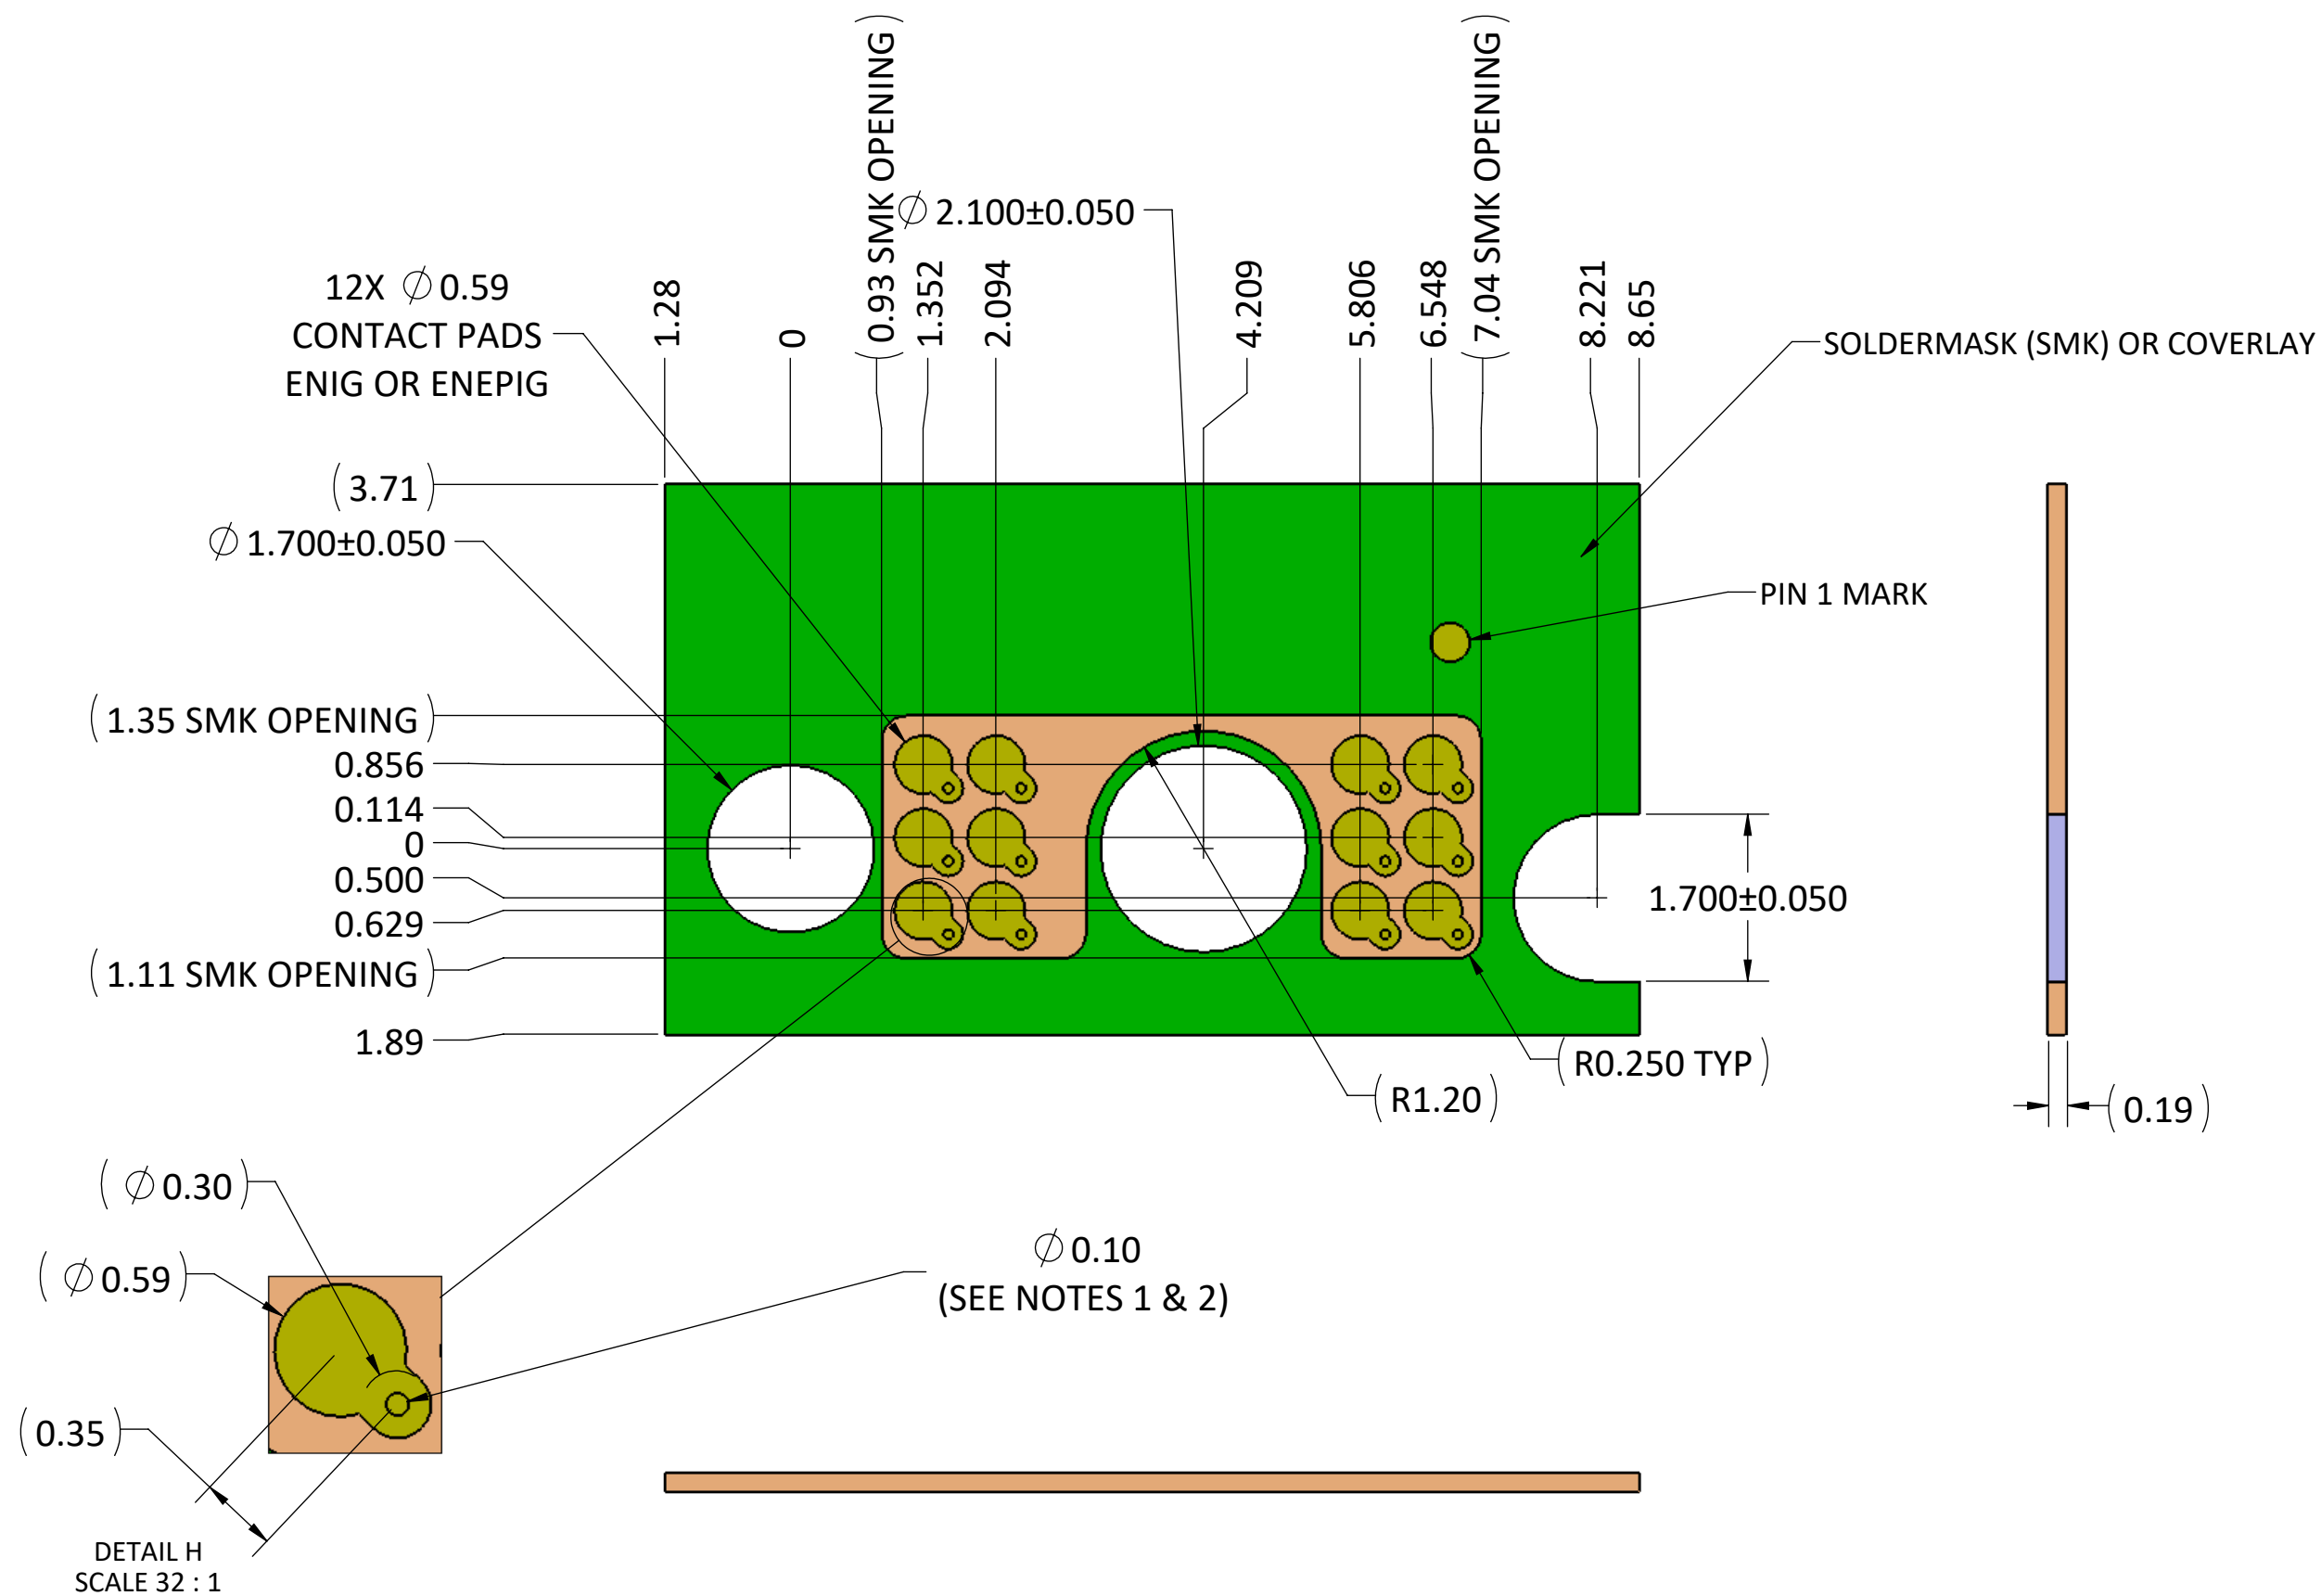 (0.93 SMK OPENING)
(7.04 SMK OPENING)
⌀ 2.100±0.050
12X ⌀ 0.59
CONTACT PADS
ENIG OR ENEPIG
1.28
0
1.352
2.094
4.209
5.806
6.548
8.221
8.65
SOLDERMASK (SMK) OR COVERLAY
(3.71)
⌀ 1.700±0.050
PIN 1 MARK
(1.35 SMK OPENING)
0.856
0.114
0
0.500
0.629
(1.11 SMK OPENING)
1.89
1.700±0.050
(R0.250 TYP)
(R1.20)
(0.19)
(⌀ 0.30)
(⌀ 0.59)
⌀ 0.10
(SEE NOTES 1 & 2)
(0.35)
DETAIL H
SCALE 32 : 1